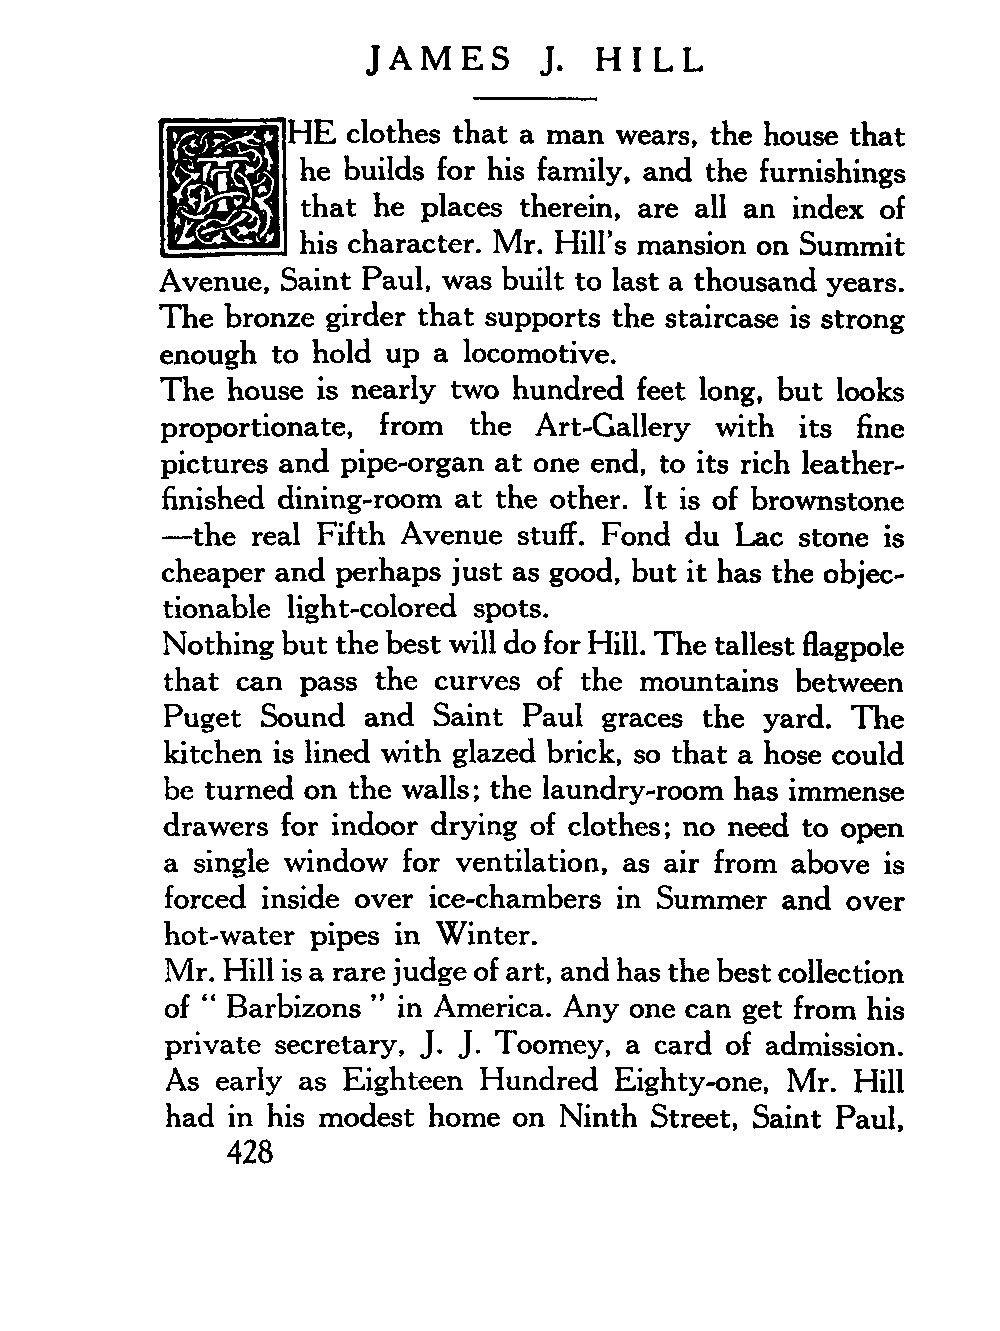 JAMES J. HILL
THE clothes that a man wears, the house that
he builds for his family, and the furnishings
that he places therein, are all an index of
his character. Mr. Hill's mansion on Summit
Avenue, Saint Paul, was built to last a thousand years.
The bronze girder that supports the staircase is strong
enough to hold up a locomotive.
The house is nearly two hundred feet long, but looks
proportionate, from the Art-Gallery with its fine
pictures and pipe-organ at one end, to its rich leather-
finished dining-room at the other. It is of brownstone
—the real Fifth Avenue stuff. Fond du Lac stone is
cheaper and perhaps just as good, but it has the objec-
tionable light-colored spots.
Nothing but the best will do for Hill. The tallest flagpole
that can pass the curves of the mountains between
Puget Sound and Saint Paul graces the yard. The
kitchen is lined with glazed brick, so that a hose could
be turned on the walls; the laundry-room has immense
drawers for indoor drying of clothes; no need to open
a single window for ventilation, as air from above is
forced inside over ice-chambers in Summer and over
hot-water pipes in Winter.
Mr. Hill is a rare judge of art, and has the best collection
of " Barbizons " in America. Any one can get from his
private secretary, J. J. Toomey, a card of admission.
As early as Eighteen Hundred Eighty-one, Mr. Hill
had in his modest home on Ninth Street, Saint Paul,
428